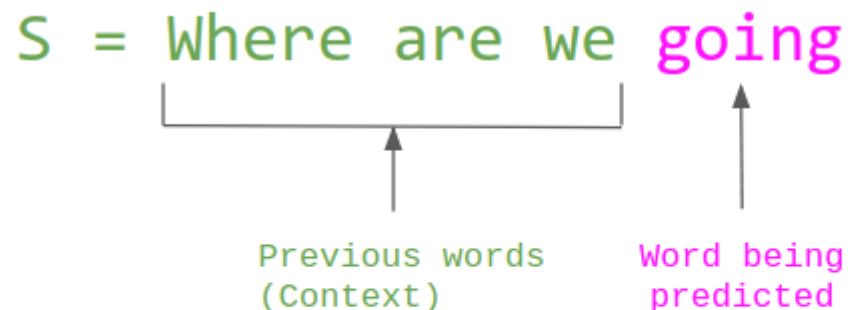 S = Where are we going
Previous words
(Context)
Word being
predicted